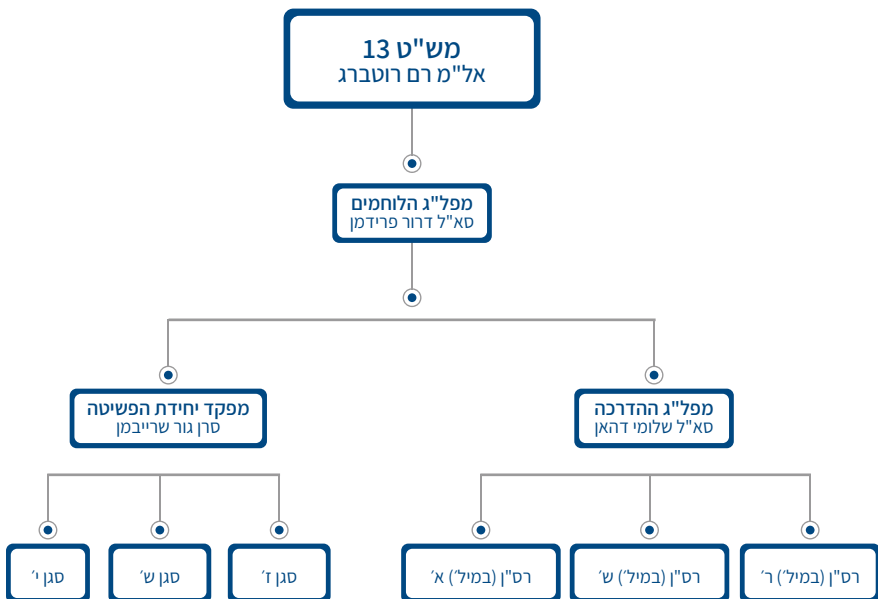 מש"ט 13
אל"מ רם רוטברג
מפל"ג הלוחמים
סא"ל דרור פרידמן
מפל"ג ההדרכה
סא"ל שלומי דהאן
מפקד יחידת הפשיטה
סרן גור שרייבמן
רס"ן (במיל׳) ר׳
רס"ן (במיל׳) ש׳
רס"ן (במיל׳) א׳
סגן ז׳
סגן ש׳
סגן י׳